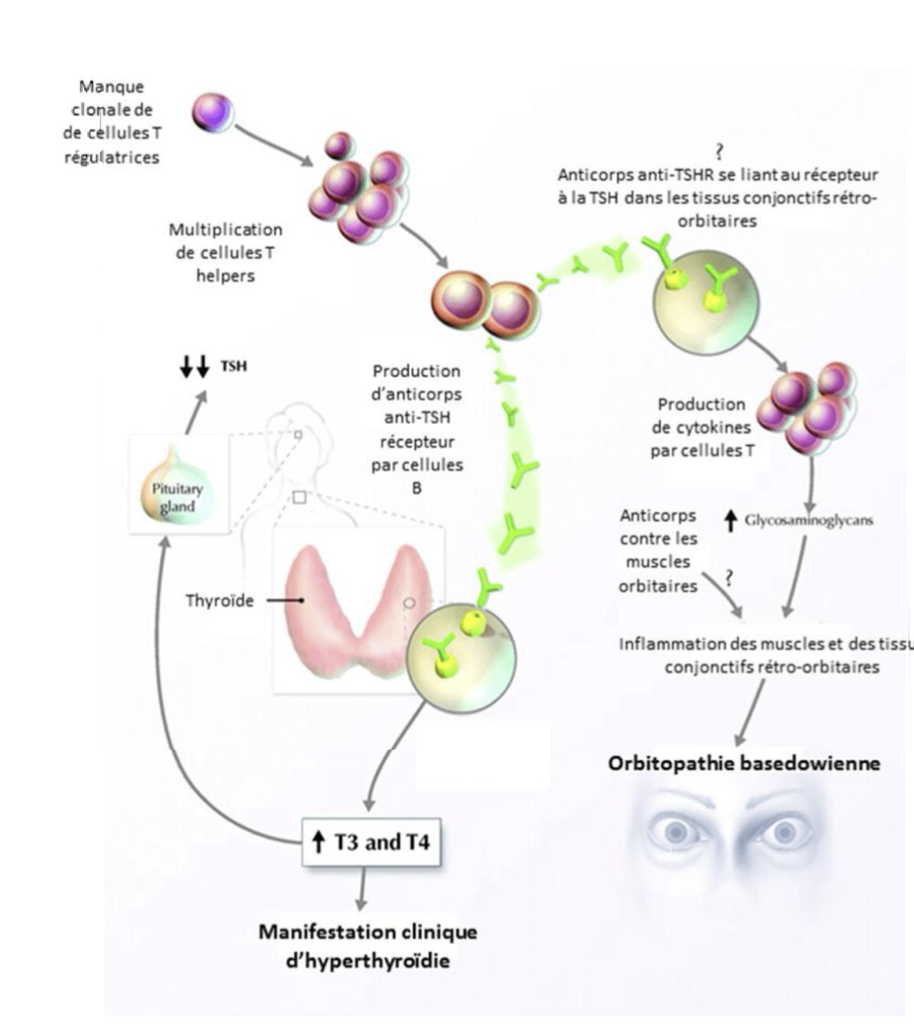 Manque
clonale de
de cellules T
régulatrices
Multiplication
de cellules T
helpers
?
Anticorps anti-TSHR se liant au récepteur
à la TSH dans les tissus conjonctifs rétro-
orbitaires
↓↓ TSH
Production
d'anticorps
anti-TSH
récepteur
par cellules
B
Pituitary
gland
Thyroïde
Production
de cytokines
par cellules T
↑ Glycosaminoglycans
Anticorps
contre les
muscles
orbitaires
?
Inflammation des muscles et des tissu
conjonctifs rétro-orbitaires
Orbitopathie basedowienne
↑ T3 and T4
Manifestation clinique
d'hyperthyroïdie